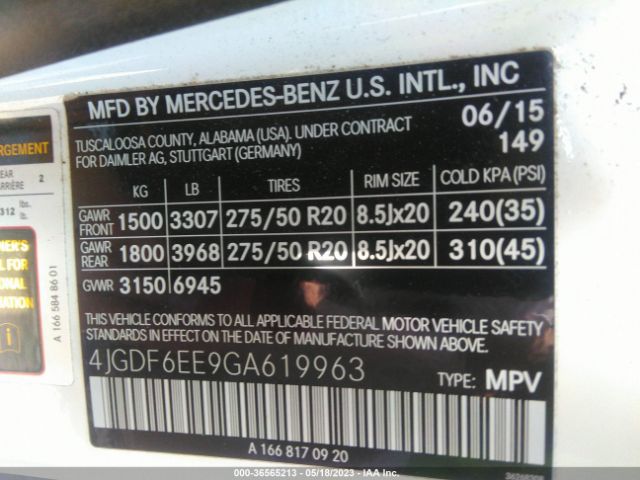 MFD BY MERCEDES-BENZ U.S. INTL., INC
TUSCALOOSA COUNTY, ALABAMA (USA). UNDER CONTRACT 06/15
FOR DAIMLER AG, STUTTGART (GERMANY) 149
KG LB TIRES RIM SIZE COLD KPA (PSI)
GAWR FRONT 1500 3307 275/50 R20 8.5Jx20 240(35)
GAWR REAR 1800 3968 275/50 R20 8.5Jx20 310(45)
GVWR 3150 6945
THIS VEHICLE CONFORMS TO ALL APPLICABLE FEDERAL MOTOR VEHICLE SAFETY
STANDARDS IN EFFECT ON THE DATE OF MANUFACTURE SHOWN ABOVE.
4JGDF6EE9GA619963 TYPE: MPV
A 166 817 09 20
2
312 lbs.
lb.
A 166 584 86 01
000-36565213 - 05/18/2023 - IAA Inc.